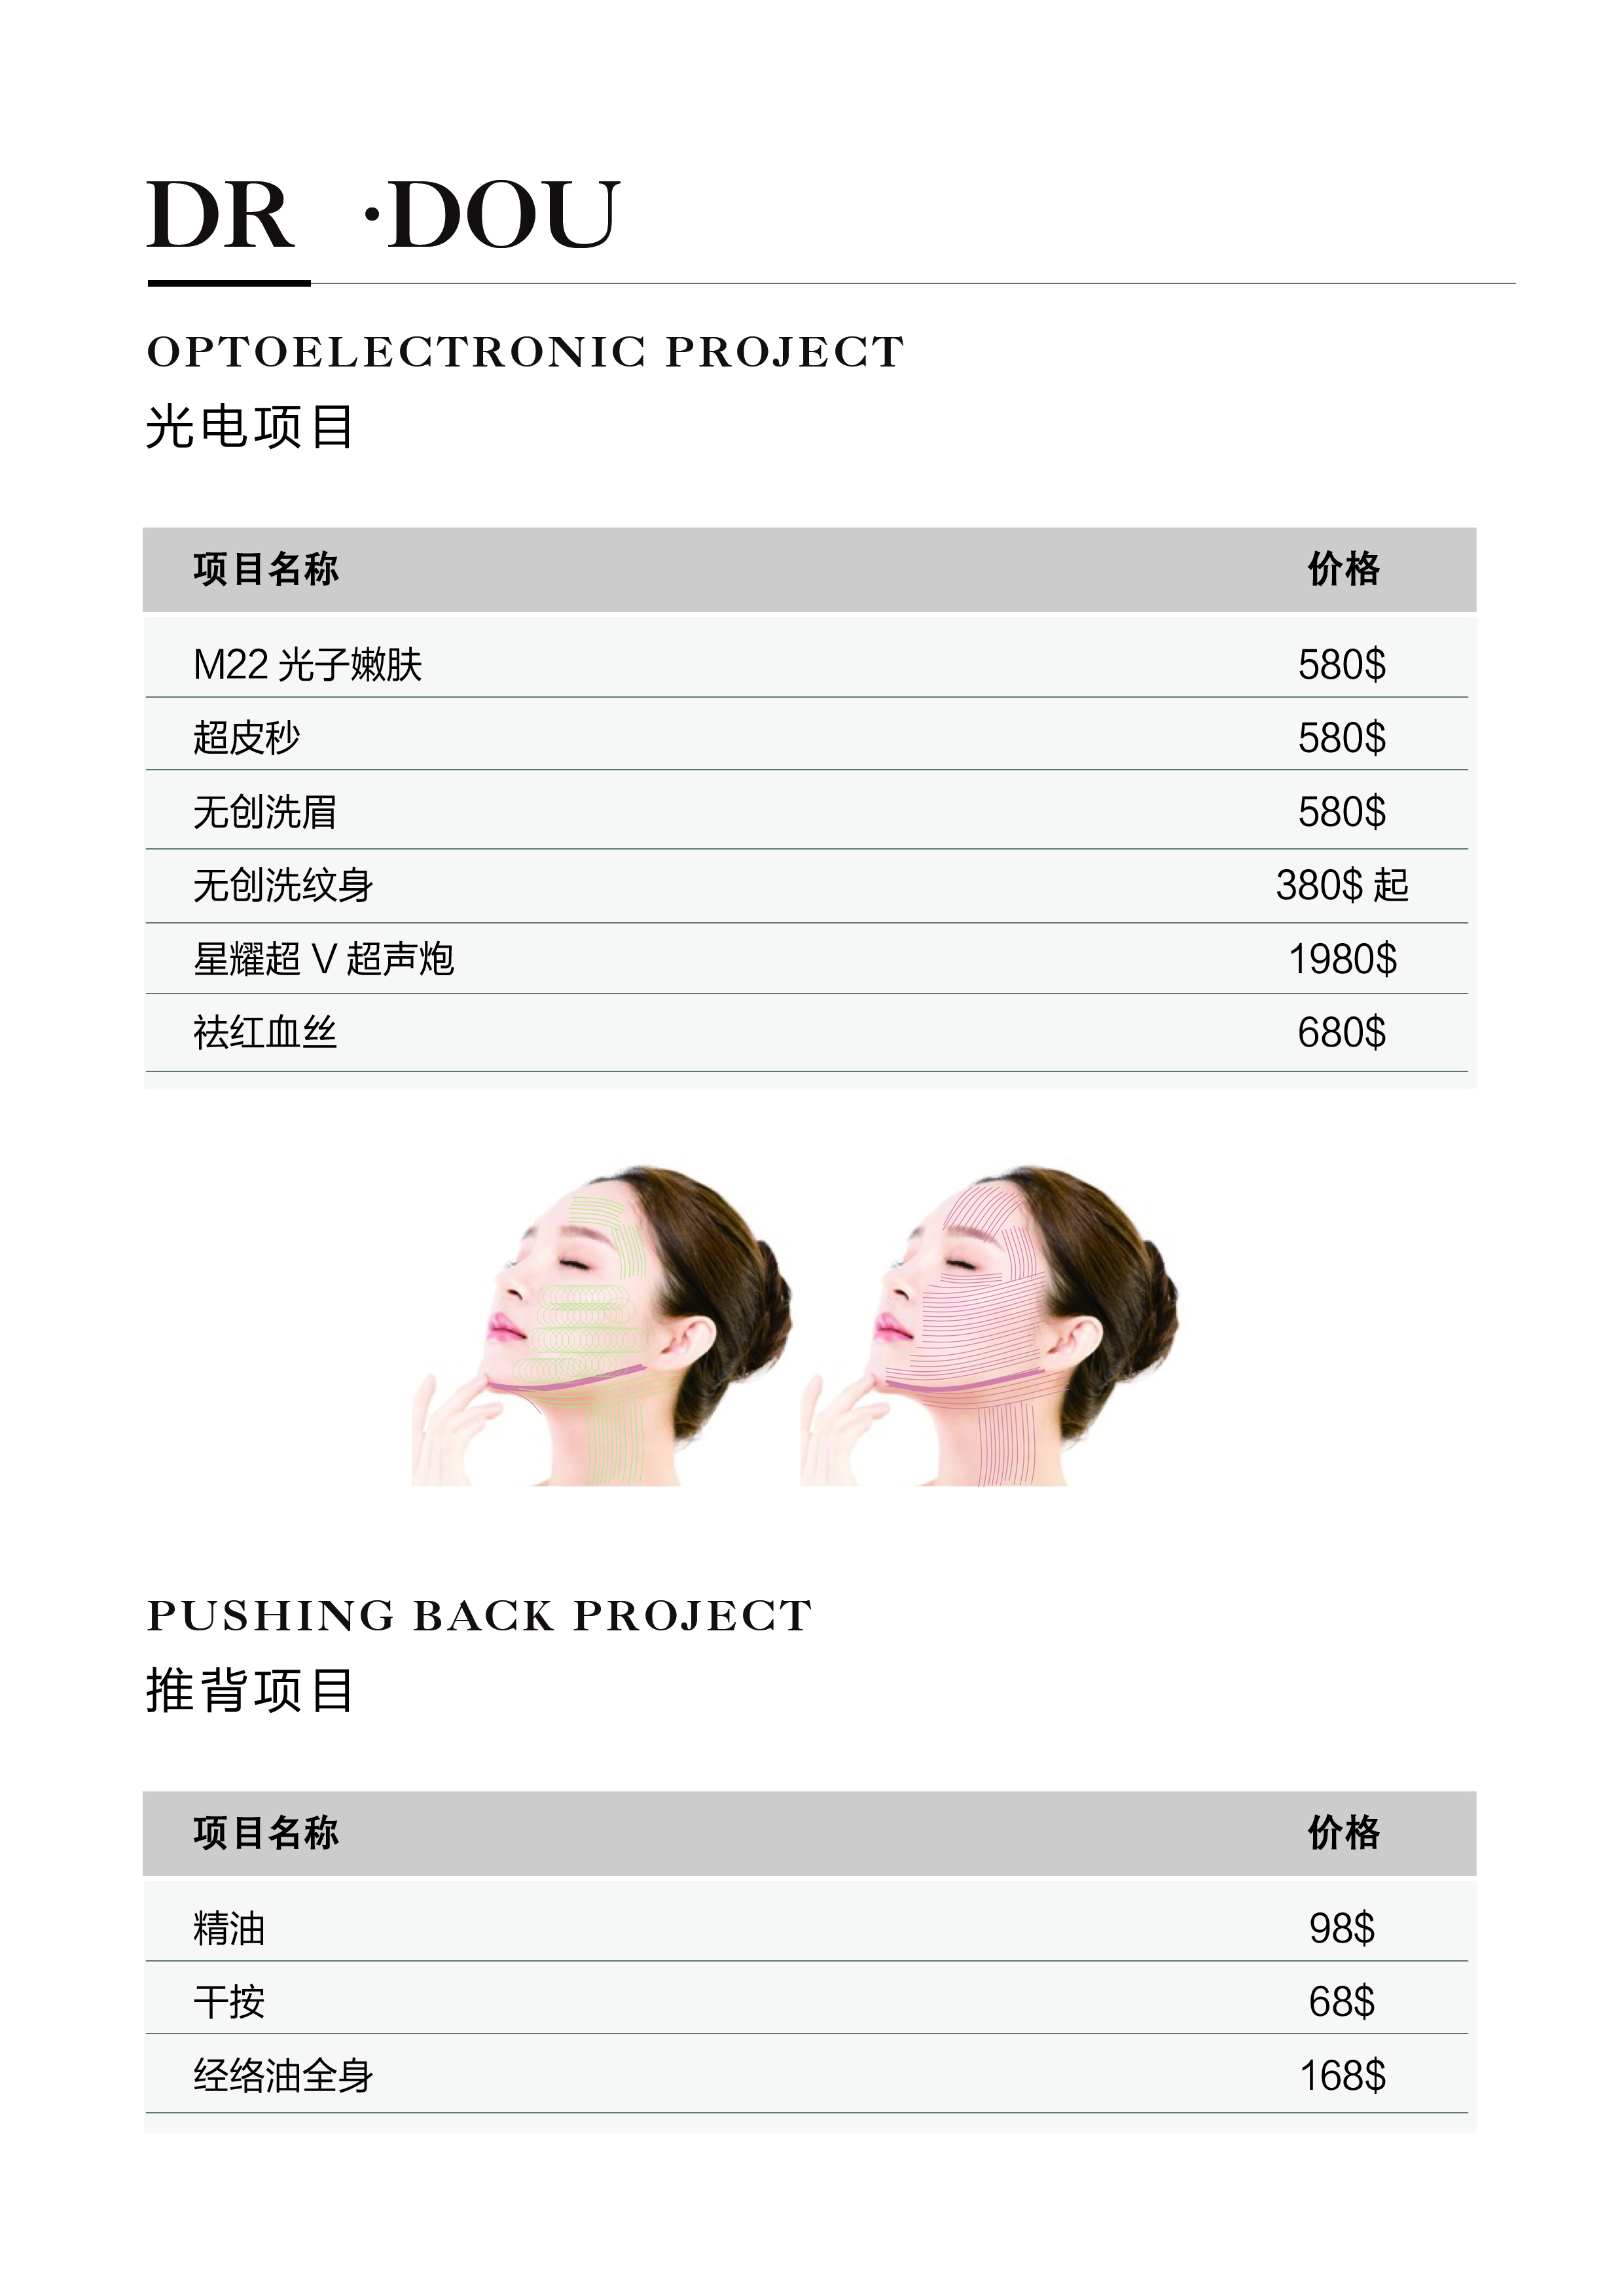 DR ·DOU
OPTOELECTRONIC PROJECT
光电项目
项目名称 价格
M22 光子嫩肤 580$
超皮秒 580$
无创洗眉 580$
无创洗纹身 380$ 起
星耀超 V 超声炮 1980$
祛红血丝 680$
PUSHING BACK PROJECT
推背项目
项目名称 价格
精油 98$
干按 68$
经络油全身 168$